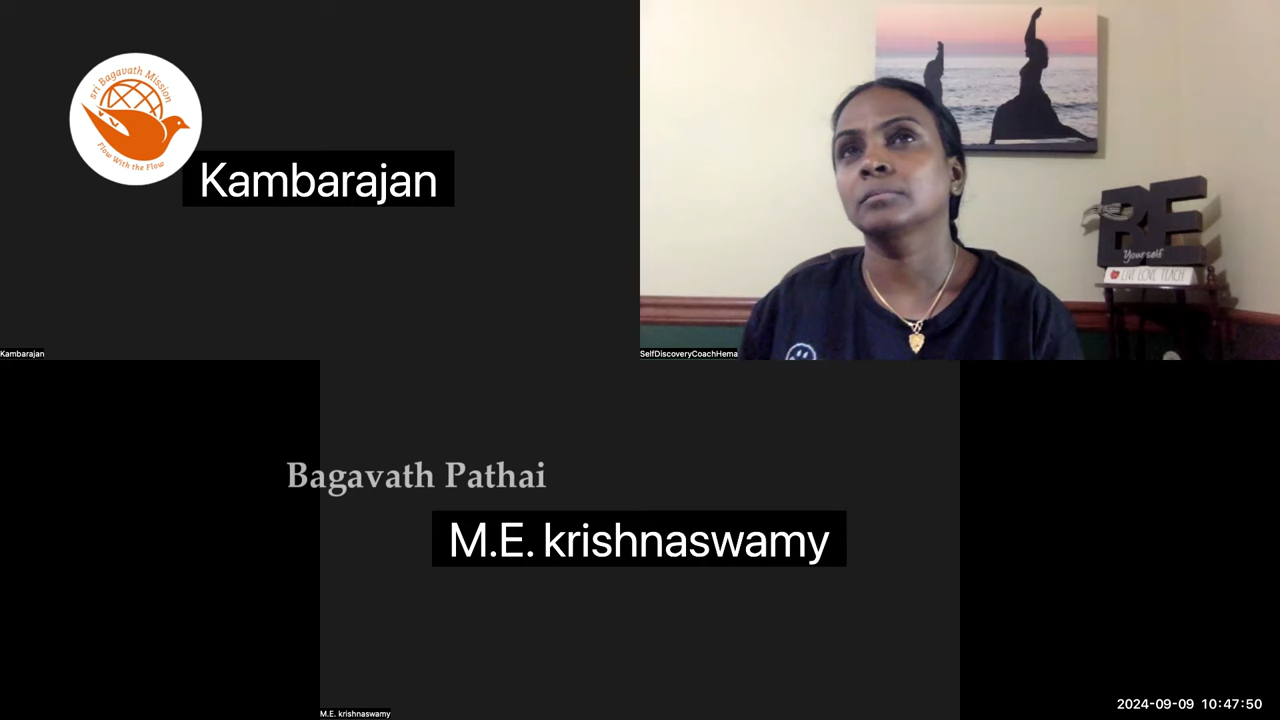 sri Bagavath Mission
Flow With the Flow
Kambarajan
Kambarajan
BE
Yourself
LIVE LOVE TEACH
SelfDiscoveryCoachHema
Bagavath Pathai
M.E. krishnaswamy
M.E. krishnaswamy
2024-09-09 10:47:50